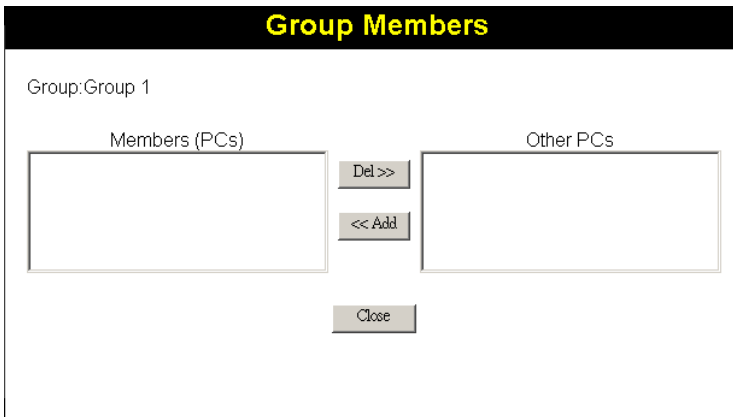 Group Members
Group:Group 1
Members (PCs)
Other PCs
Del >>
<< Add
Close